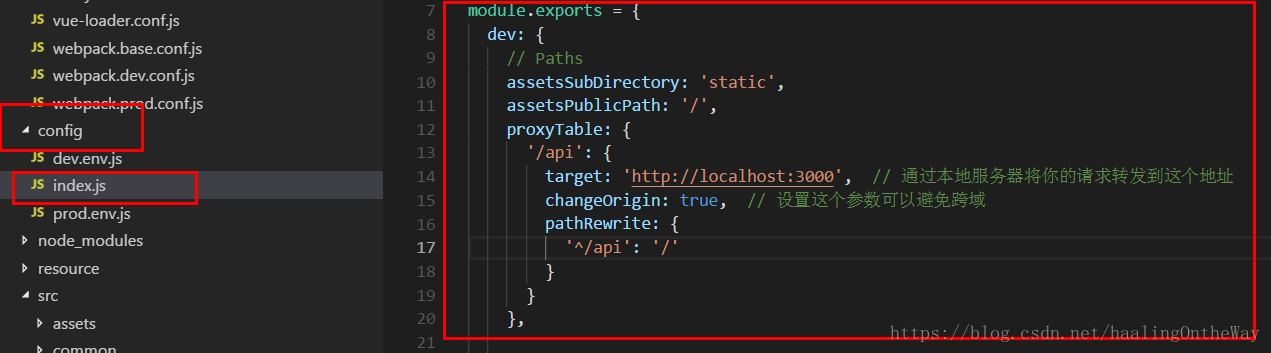 JS vue-loader.conf.js
JS webpack.base.conf.js
JS webpack.dev.conf.js
JS webpack.prod.conf.js
config
JS dev.env.js
JS index.js
JS prod.env.js
node_modules
resource
src
assets
common
7 module.exports = {
8 dev: {
9 // Paths
10 assetsSubDirectory: 'static',
11 assetsPublicPath: '/',
12 proxyTable: {
13 '/api': {
14 target: 'http://localhost:3000', // 通过本地服务器将你的请求转发到这个地址
15 changeOrigin: true, // 设置这个参数可以避免跨域
16 pathRewrite: {
17 '^/api': '/'
18 }
19 }
20 },
21
https://blog.csdn.net/haalingOntheWay